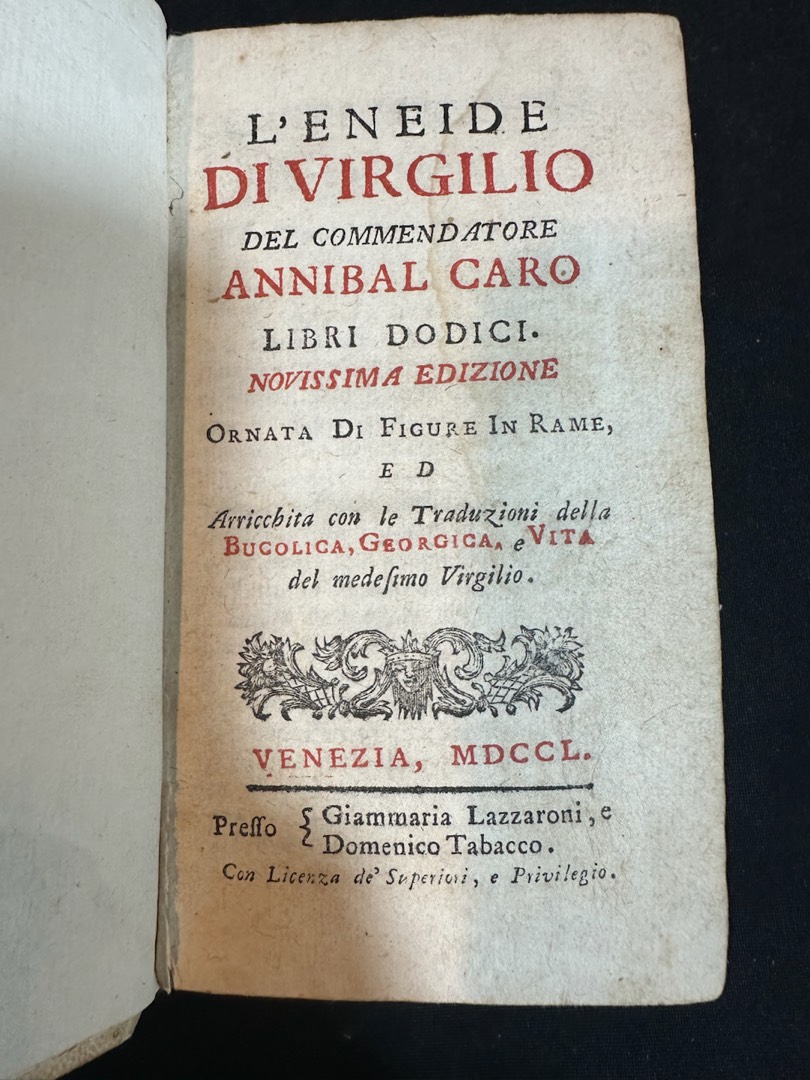 L'ENEIDE
DI VIRGILIO
DEL COMMENDATORE
ANNIBAL CARO
LIBRI DODICI.
NOVISSIMA EDIZIONE
ORNATA DI FIGURE IN RAME,
E D
Arricchita con le Traduzioni della
BUCOLICA, GEORGICA, e VITA
del medeſimo Virgilio.
VENEZIA, MDCCL.
Preſſo { Giammaria Lazzaroni, e
Domenico Tabacco.
Con Licenza de' Superiori, e Privilegio.